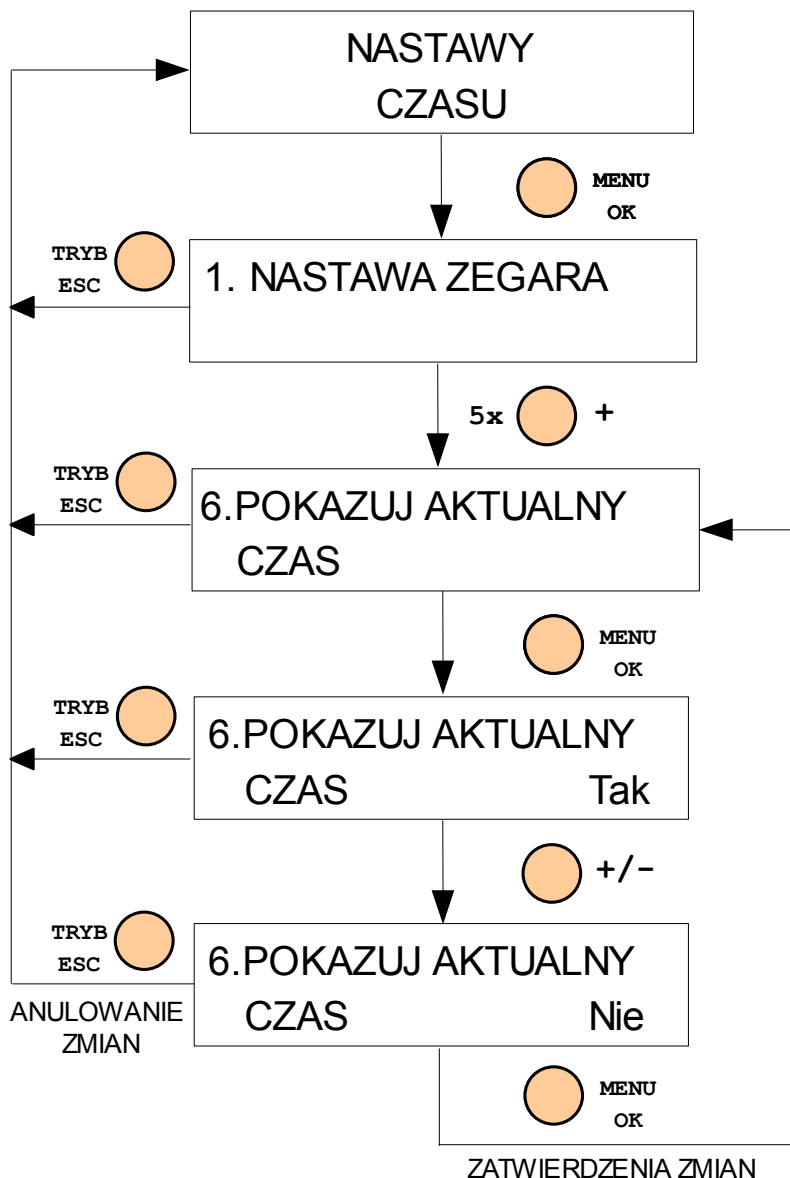 NASTAWY
CZASU
MENU
OK
TRYB
ESC
1. NASTAWA ZEGARA
5x +
TRYB
ESC
6.POKAZUJ AKTUALNY
CZAS
MENU
OK
TRYB
ESC
6.POKAZUJ AKTUALNY
CZAS Tak
+/-
TRYB
ESC
6.POKAZUJ AKTUALNY
CZAS Nie
ANULOWANIE
ZMIAN
MENU
OK
ZATWIERDZENIA ZMIAN